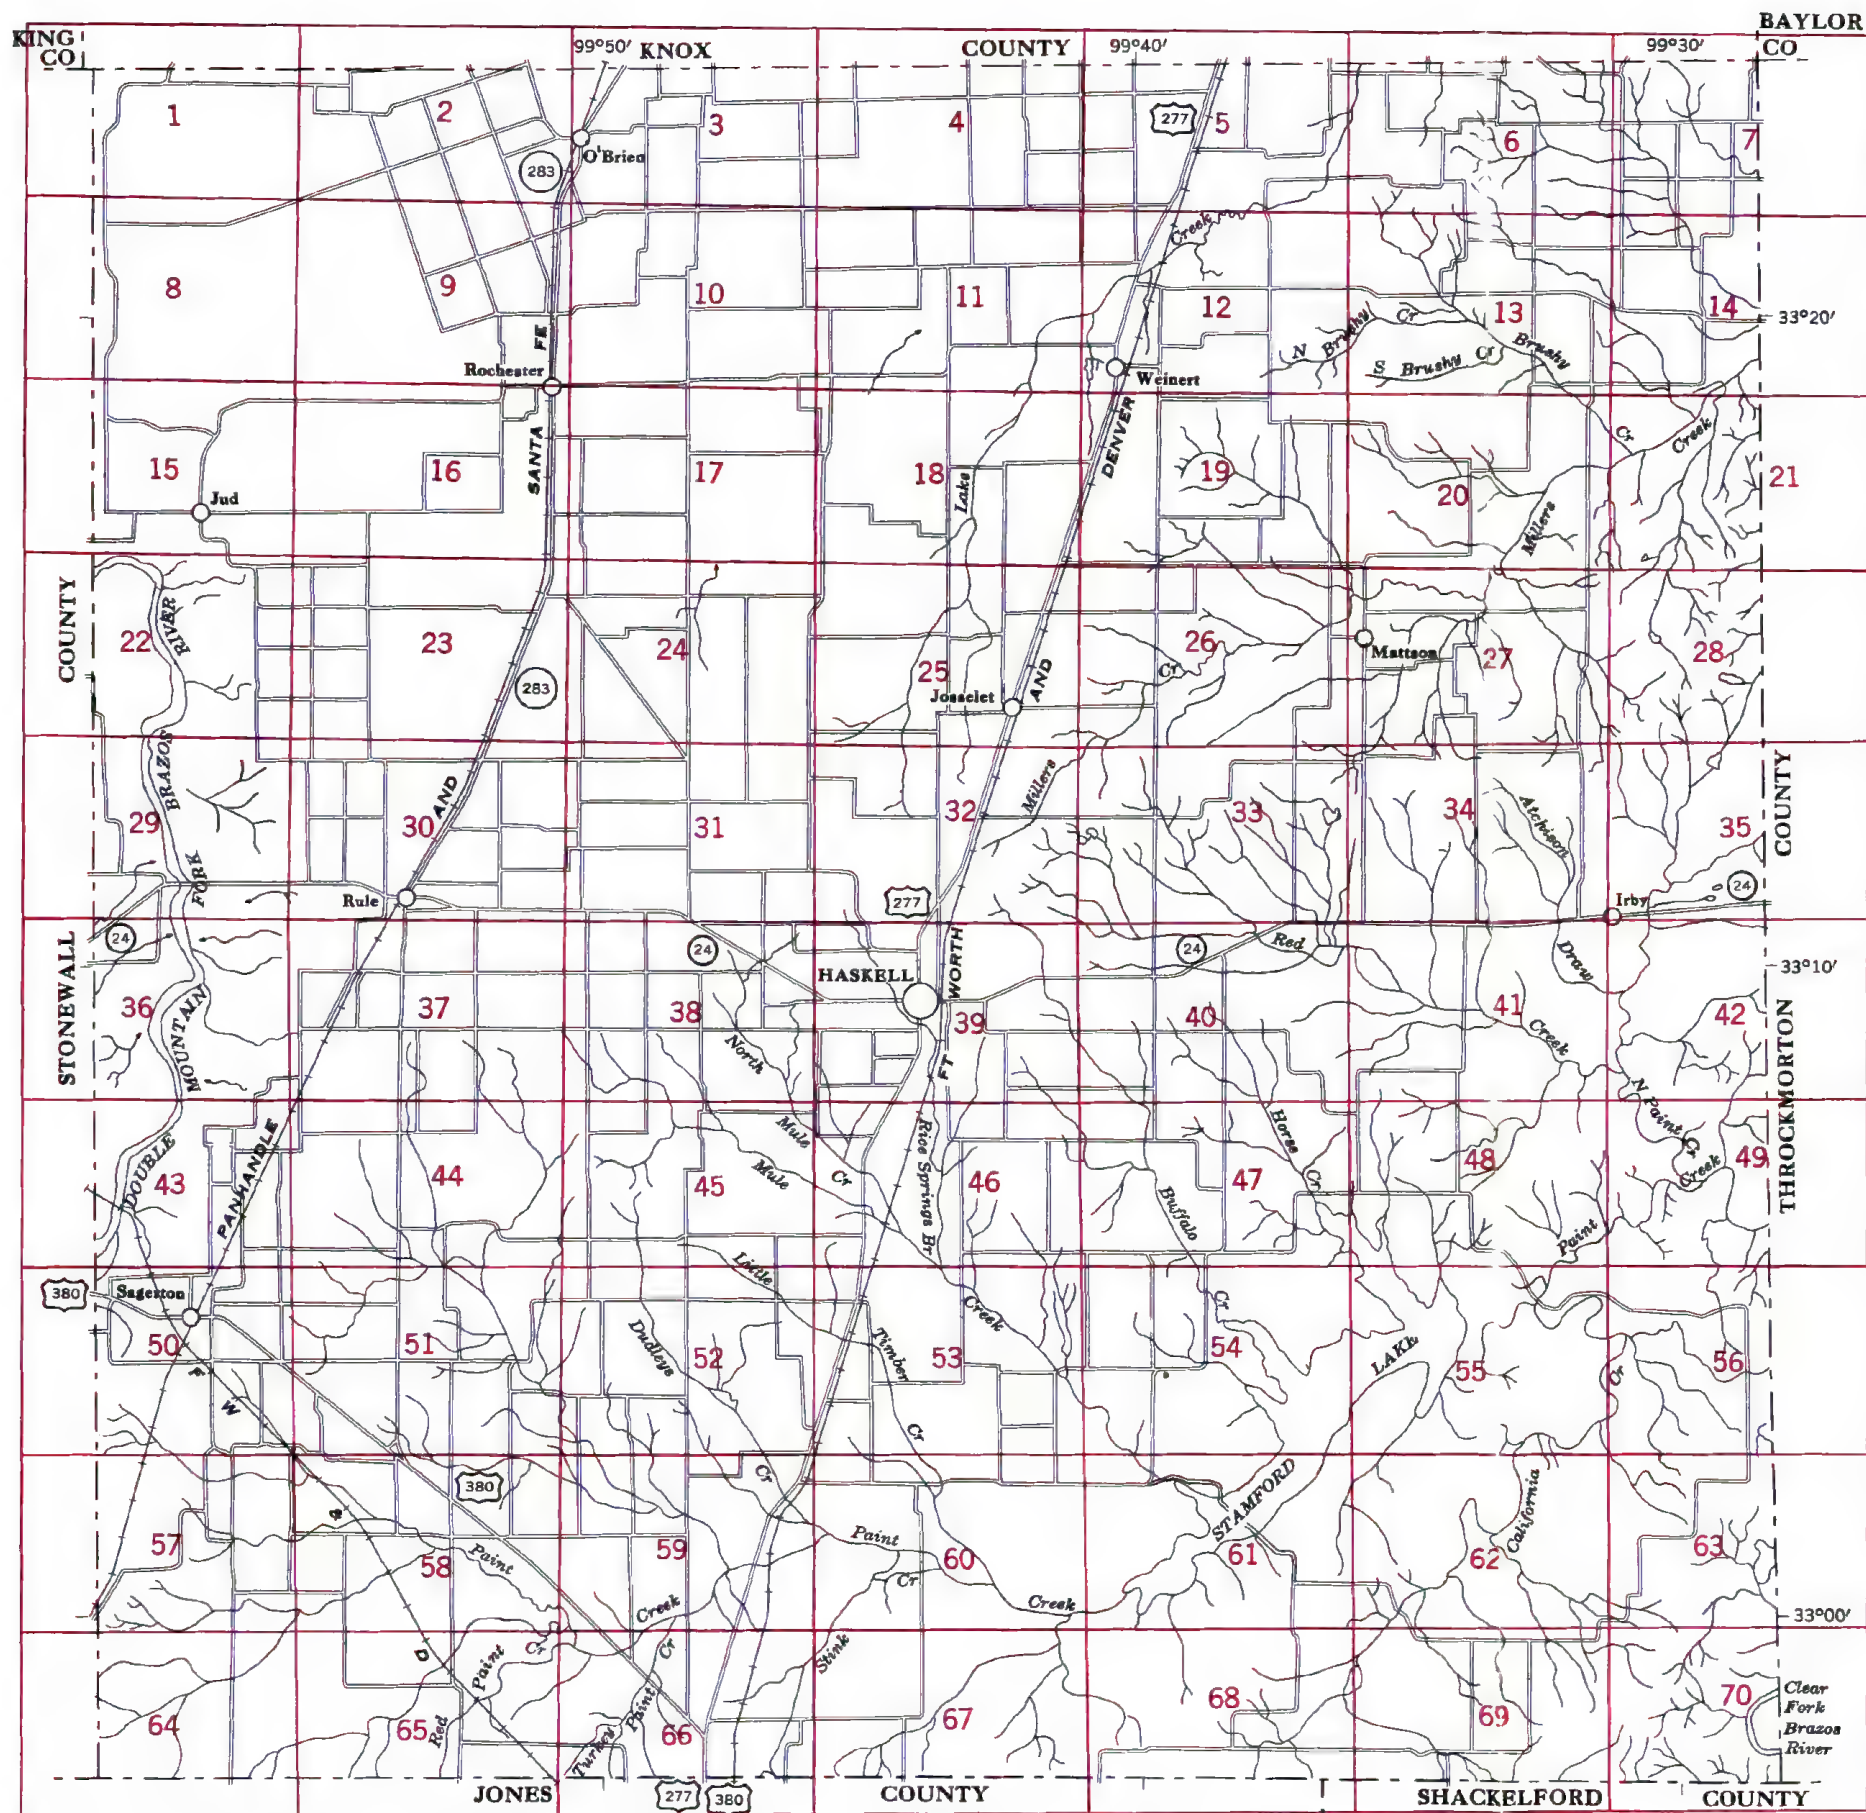 KING
CO
99°50'
KNOX
COUNTY
99°40'
99°30'
BAYLOR
CO
1
2
3
4
277
5
6
7
O'Brien
283
8
9
10
11
Creek
12
13
14
33°20'
N Brushy Cr
S Brushy Cr
Brushy
Cr
Creek
SANTA FE
Rochester
Weinert
15
16
17
18
19
20
21
Jud
Lake
DENVER
Millers
COUNTY
22
RIVER
23
24
25
26
Cr
Mattson
27
28
283
Josselet
AND
BRAZOS
29
AND
30
31
32
Millers
33
34
Atchison
35
COUNTY
FORK
Rule
277
Irby
24
24
24
24
Red
Draw
33°10'
STONEWALL
HASKELL
WORTH
36
MOUNTAIN
37
38
39
40
41
42
North
FT
Creek
THROCKMORTON
N Paint Cr
DOUBLE
43
PANHANDLE
44
45
Mule
Mule
Cr
Rice Springs Br
46
Buffalo
47
Horse
Cr
48
49
Creek
Paint
380
Sagerton
50
51
Little
Dudleys
52
Timber
53
Creek
Cr
54
LAKE
55
Cr
56
F
W
Cr
Cr
380
&
STAMFORD
California
57
58
Paint
59
Paint
Cr
60
61
62
63
Creek
Creek
33°00'
D
Cr
Paint
Red
Cr
Stink
64
65
Turkey
Paint
66
67
68
69
70
Clear
Fork
Brazos
River
JONES
277
380
COUNTY
SHACKELFORD
COUNTY